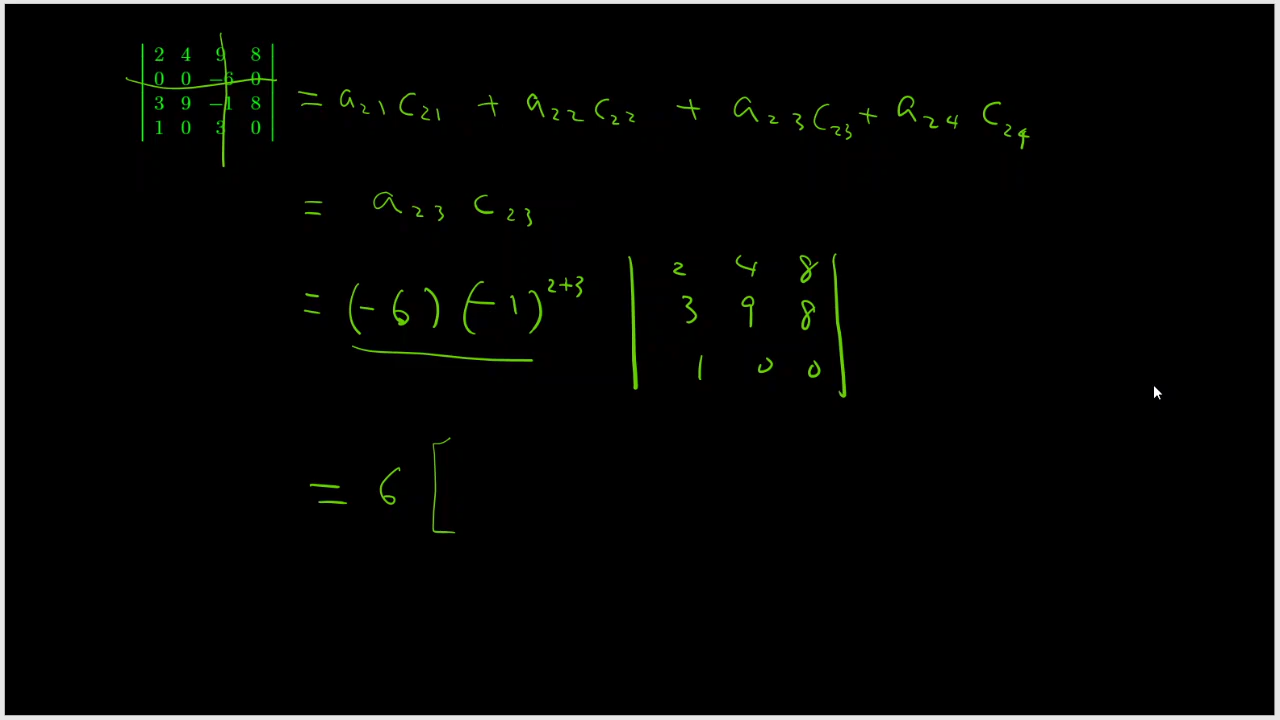 | 2 4 9 8 |
| 0 0 −6 0 |
| 3 9 −1 8 |
| 1 0 3 0 |
= a₂₁ C₂₁ + a₂₂ C₂₂ + a₂₃ C₂₃ + a₂₄ C₂₄
= a₂₃ C₂₃
= (−6) (−1)²⁺³
| 2 4 8 |
| 3 9 8 |
| 1 0 0 |
= 6 [